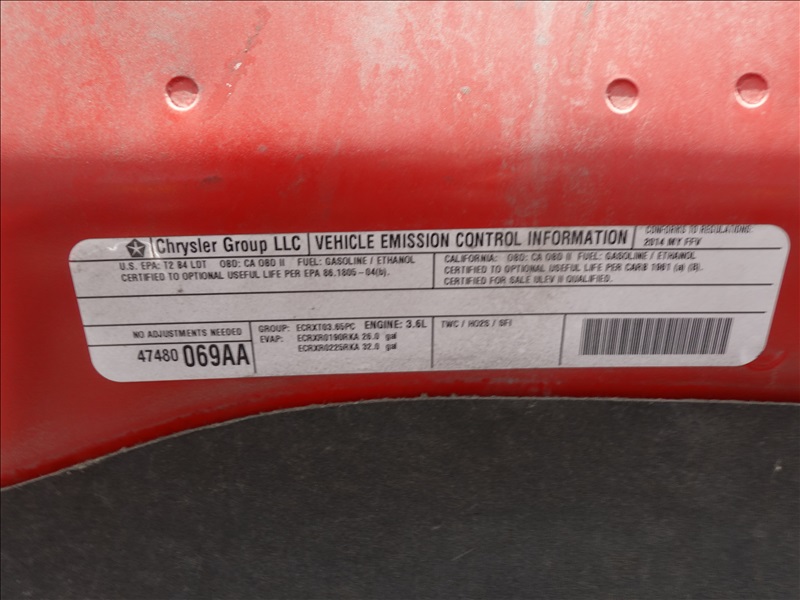 Chrysler Group LLC
VEHICLE EMISSION CONTROL INFORMATION
CONFORMS TO REGULATIONS:
2014 MY FFV
U.S. EPA: T2 B4 LDT OBD: CA OBD II FUEL: GASOLINE / ETHANOL
CERTIFIED TO OPTIONAL USEFUL LIFE PER EPA 86.1805-04(b).
CALIFORNIA: OBD: CA OBD II FUEL: GASOLINE / ETHANOL
CERTIFIED TO OPTIONAL USEFUL LIFE PER CARB 1961 (a) (8).
CERTIFIED FOR SALE ULEV II QUALIFIED.
NO ADJUSTMENTS NEEDED
47480 069AA
GROUP: ECRXT03.65PC ENGINE: 3.6L
EVAP: ECRXR0190RKA 26.0 gal
ECRXR0225RKA 32.0 gal
TWC / HO2S / SFI